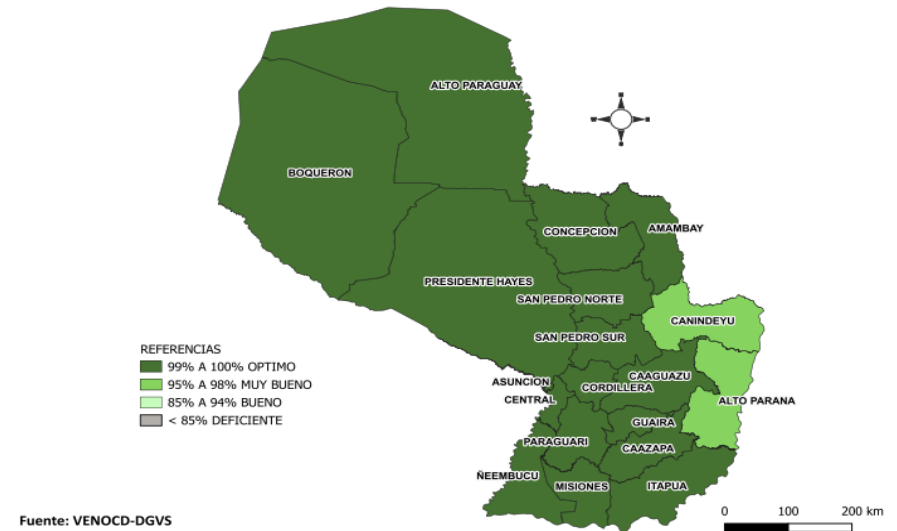 ALTO PARAGUAY
BOQUERON
CONCEPCION
AMAMBAY
PRESIDENTE HAYES
SAN PEDRO NORTE
CANINDEYU
SAN PEDRO SUR
REFERENCIAS
99% A 100% OPTIMO
95% A 98% MUY BUENO
85% A 94% BUENO
< 85% DEFICIENTE
ASUNCION
CAAGUAZU
CORDILLERA
CENTRAL
ALTO PARANA
GUAIRA
PARAGUARI
CAAZAPA
ÑEEMBUCU
MISIONES
ITAPUA
Fuente: VENOCD-DGVS
0 100 200 km